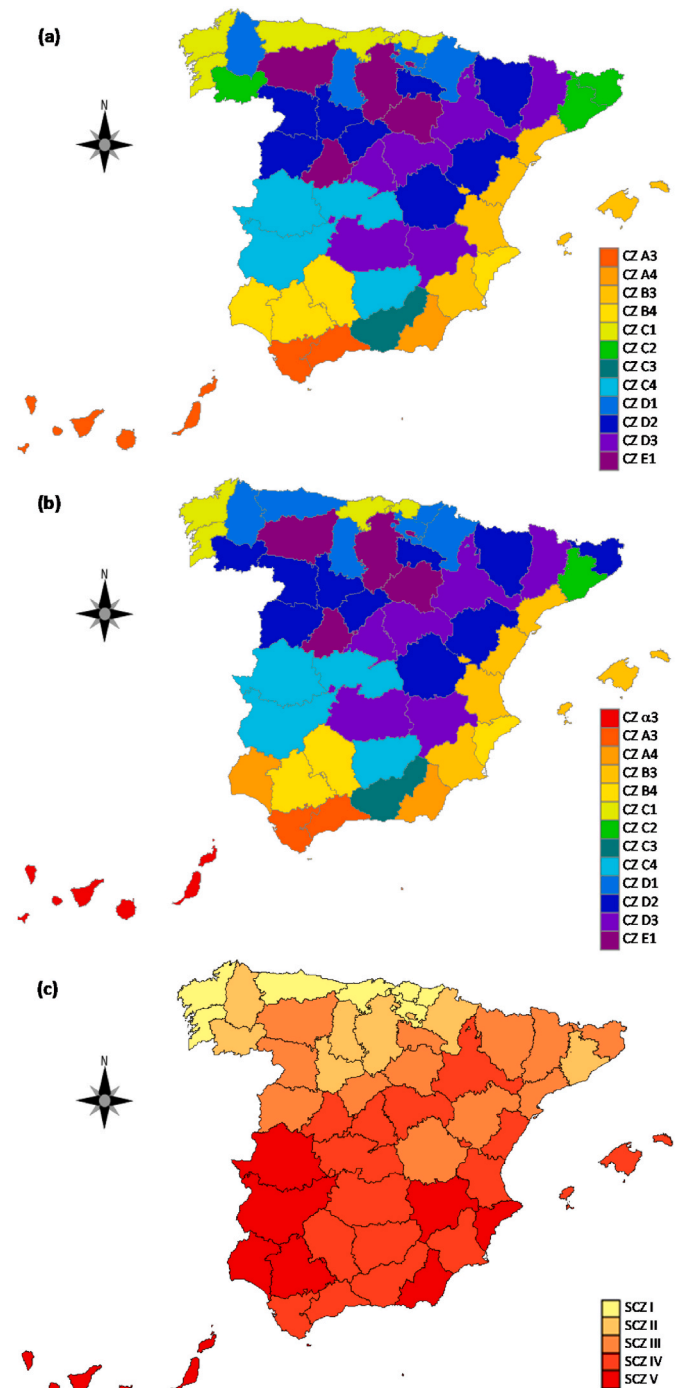 (a)
N
CZ A3
CZ A4
CZ B3
CZ B4
CZ C1
CZ C2
CZ C3
CZ C4
CZ D1
CZ D2
CZ D3
CZ E1
(b)
N
CZ α3
CZ A3
CZ A4
CZ B3
CZ B4
CZ C1
CZ C2
CZ C3
CZ C4
CZ D1
CZ D2
CZ D3
CZ E1
(c)
N
SCZ I
SCZ II
SCZ III
SCZ IV
SCZ V